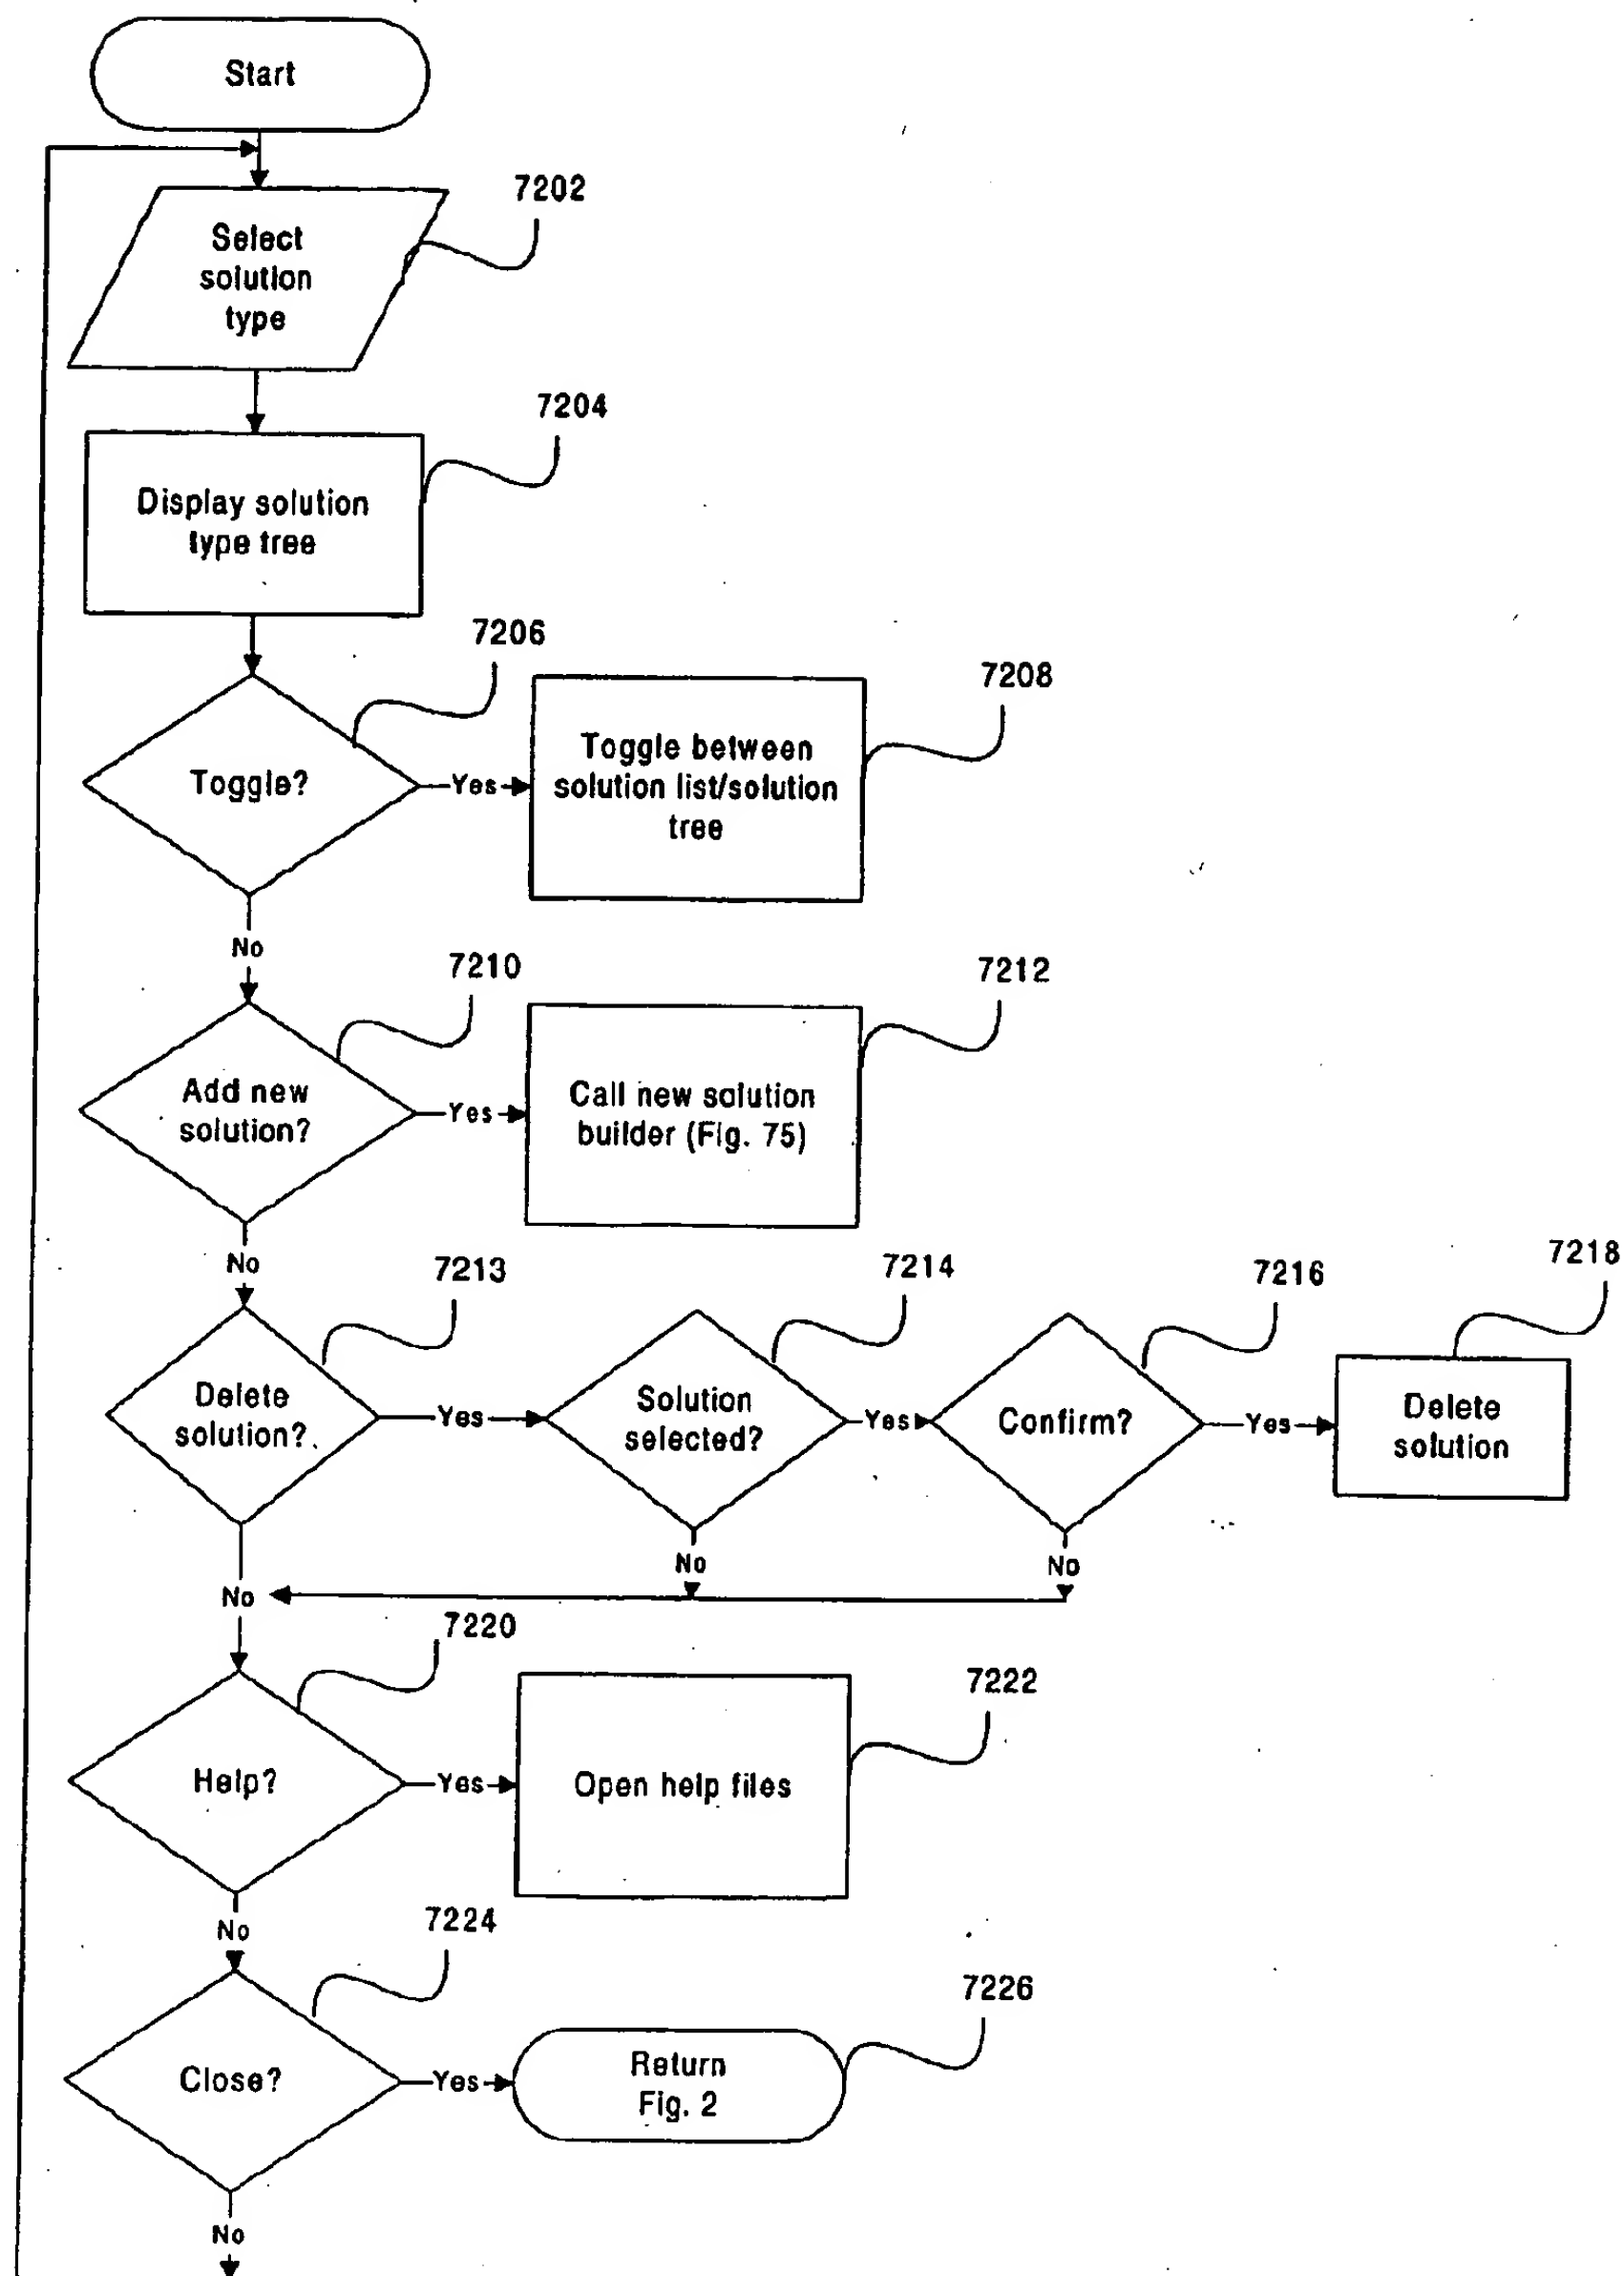 Start
7202
Select
solution
type
7204
Display solution
type tree
7206
7208
Toggle?
Yes
Toggle between
solution list/solution
tree
No
7210
7212
Add new
solution?
Yes
Call new solution
builder (Fig. 75)
No
7213
7214
7216
7218
Delete
solution?
Yes
Solution
selected?
Yes
Confirm?
Yes
Delete
solution
No
No
No
7220
7222
Help?
Yes
Open help files
No
7224
7226
Close?
Yes
Return
Fig. 2
No